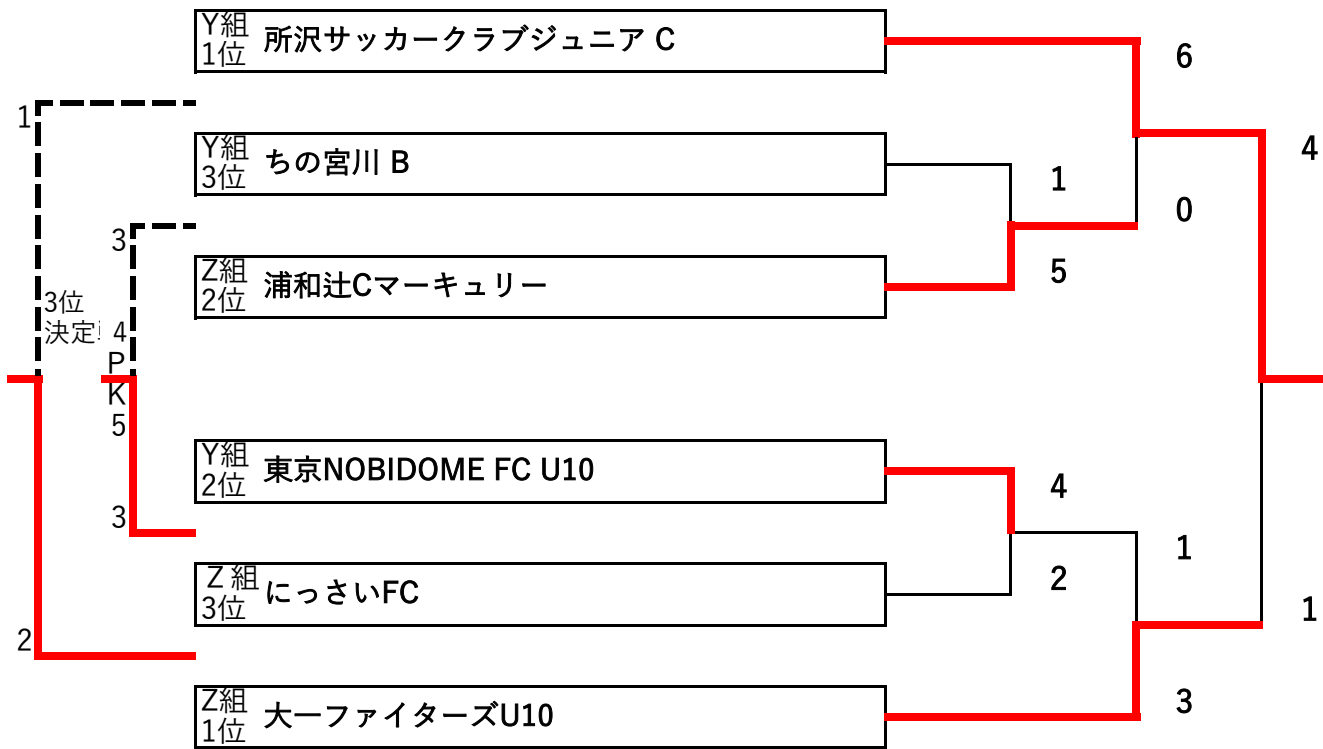 Y組
1位
所沢サッカークラブジュニア C
6
1
4
Y組
3位
ちの宮川 B
1
0
3
Z組
2位
浦和辻Cマーキュリー
5
3位
決定
4
P
K
5
Y組
2位
東京NOBIDOME FC U10
4
3
1
Z 組
3位
にっさいFC
2
1
2
Z組
1位
大一ファイターズU10
3